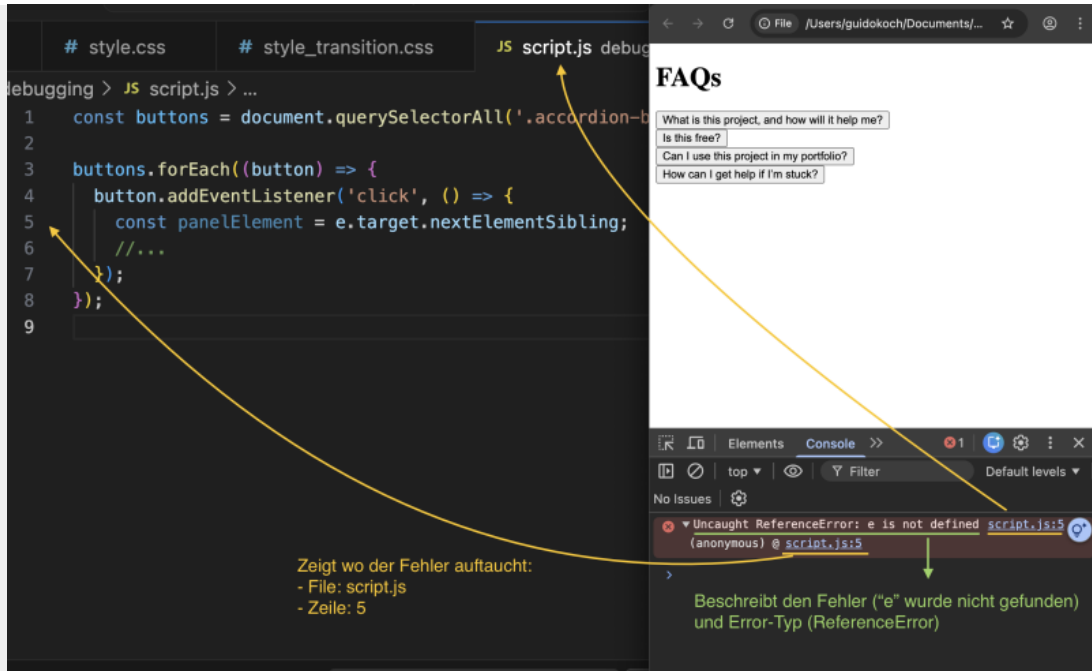 # style.css
# style_transition.css
JS script.js debug
debugging > JS script.js > ...
1 const buttons = document.querySelectorAll('.accordion-b
2
3 buttons.forEach((button) => {
4 button.addEventListener('click', () => {
5 const panelElement = e.target.nextElementSibling;
6 //...
7 });
8 });
9
Zeigt wo der Fehler auftaucht:
- File: script.js
- Zeile: 5
File /Users/guidokoch/Documents/...
FAQs
What is this project, and how will it help me?
Is this free?
Can I use this project in my portfolio?
How can I get help if I'm stuck?
Elements Console 1
top Filter Default levels
No Issues
Uncaught ReferenceError: e is not defined script.js:5
(anonymous) @ script.js:5
Beschreibt den Fehler (“e” wurde nicht gefunden)
und Error-Typ (ReferenceError)